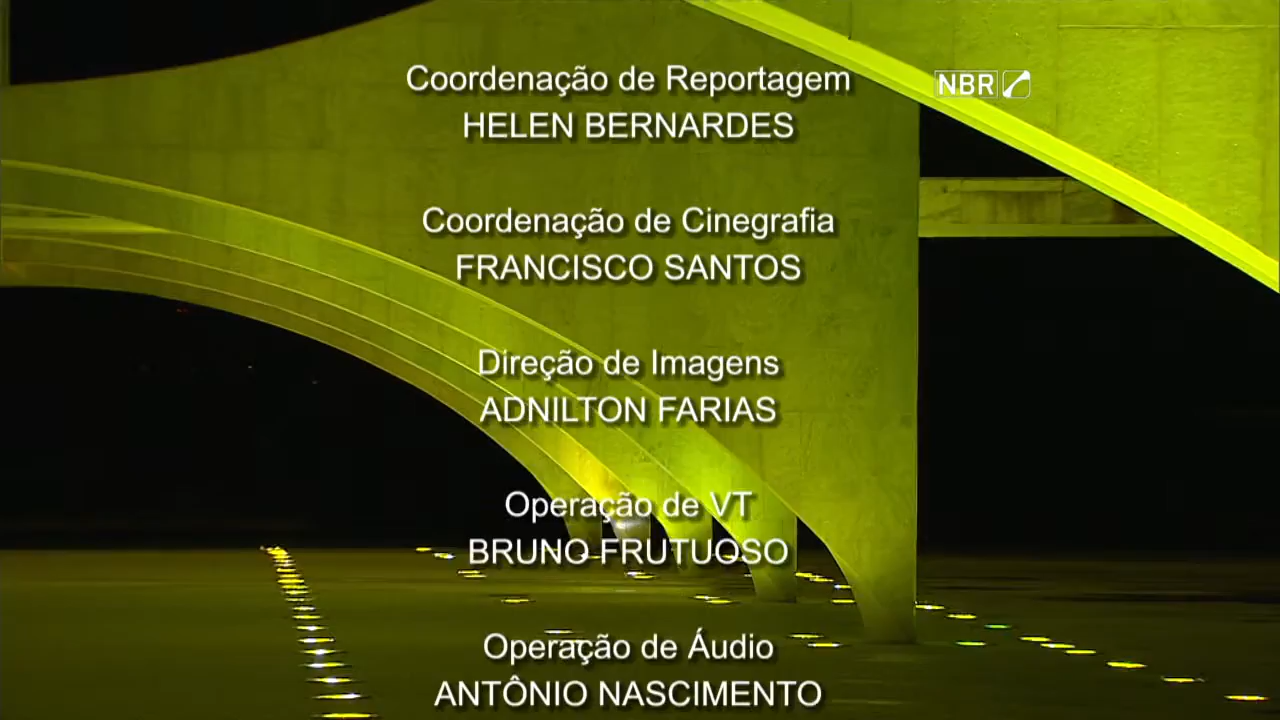 Coordenação de Reportagem
HELEN BERNARDES
NBR
Coordenação de Cinegrafia
FRANCISCO SANTOS
Direção de Imagens
ADNILTON FARIAS
Operação de VT
BRUNO FRUTUOSO
Operação de Áudio
ANTÔNIO NASCIMENTO